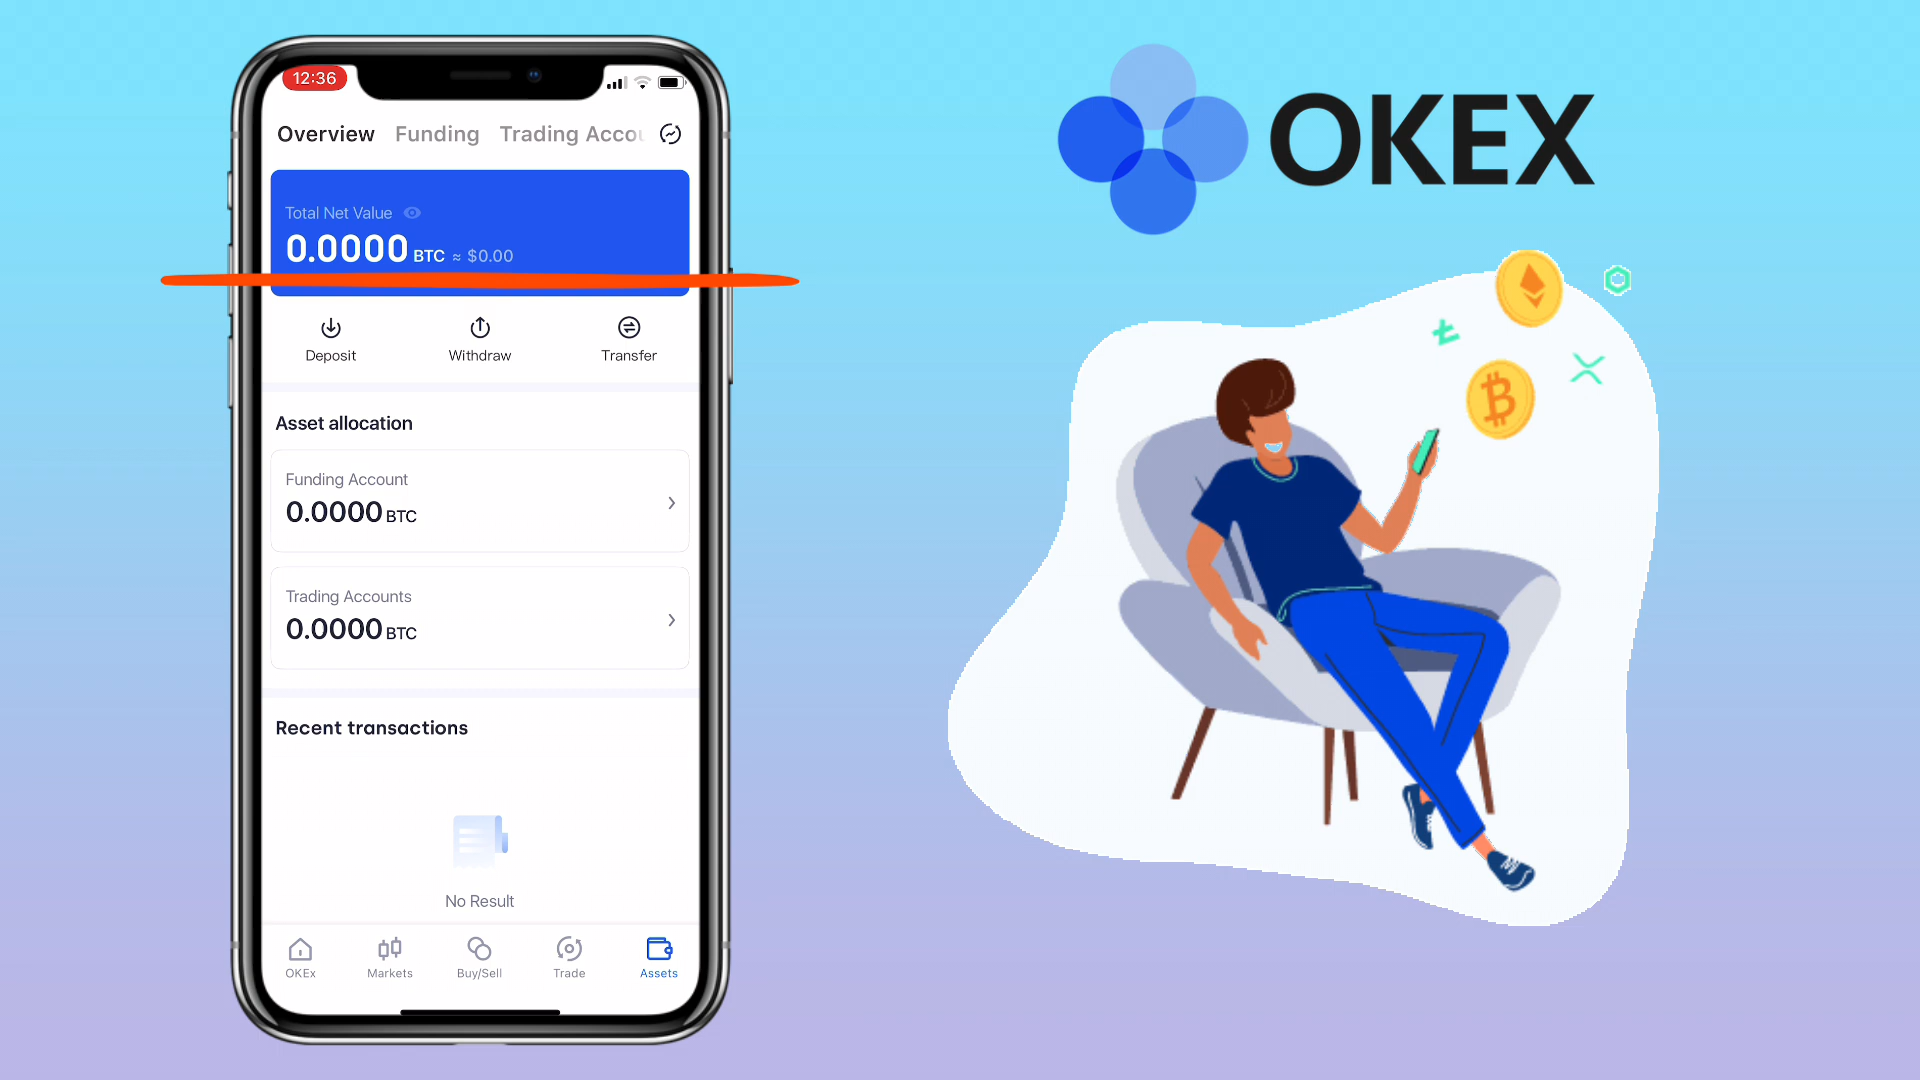 12:36
Overview Funding Trading Accou
Total Net Value
0.0000 BTC ≈ $0.00
Deposit Withdraw Transfer
Asset allocation
Funding Account
0.0000 BTC
Trading Accounts
0.0000 BTC
Recent transactions
No Result
OKEx Markets Buy/Sell Trade Assets
OKEX